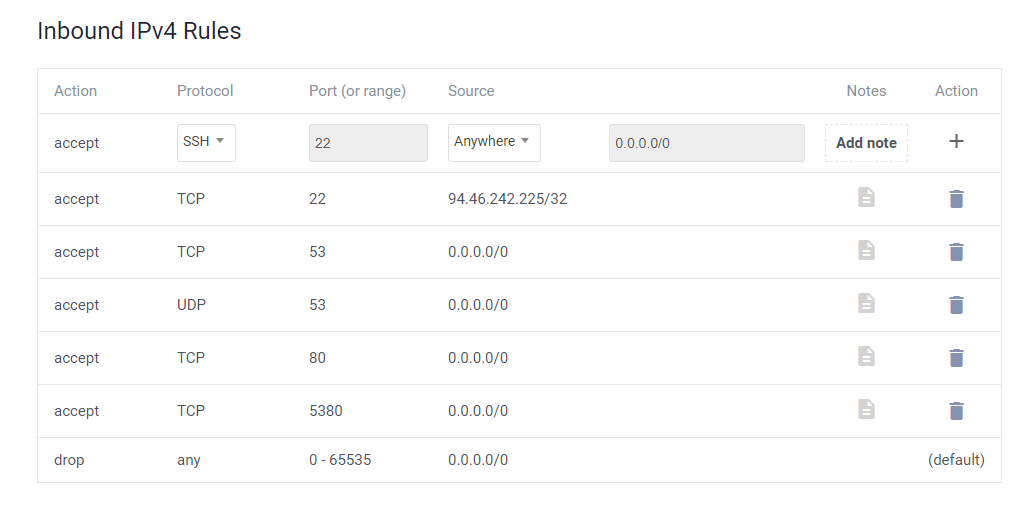 Inbound IPv4 Rules
Action Protocol Port (or range) Source Notes Action
accept SSH 22 Anywhere 0.0.0.0/0 Add note +
accept TCP 22 94.46.242.225/32
accept TCP 53 0.0.0.0/0
accept UDP 53 0.0.0.0/0
accept TCP 80 0.0.0.0/0
accept TCP 5380 0.0.0.0/0
drop any 0 - 65535 0.0.0.0/0 (default)